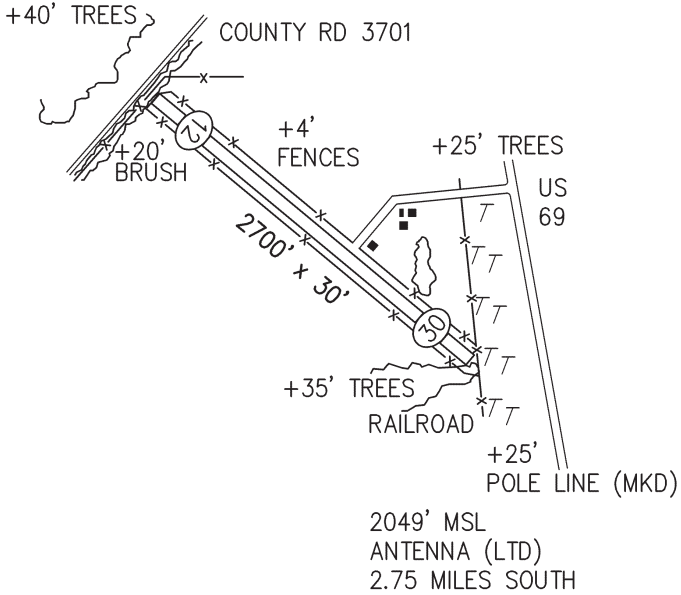 +40' TREES
COUNTY RD 3701
12
+4'
FENCES
+20'
BRUSH
+25' TREES
US
69
2700' x 30'
30
+35' TREES
RAILROAD
+25'
POLE LINE (MKD)
2049' MSL
ANTENNA (LTD)
2.75 MILES SOUTH